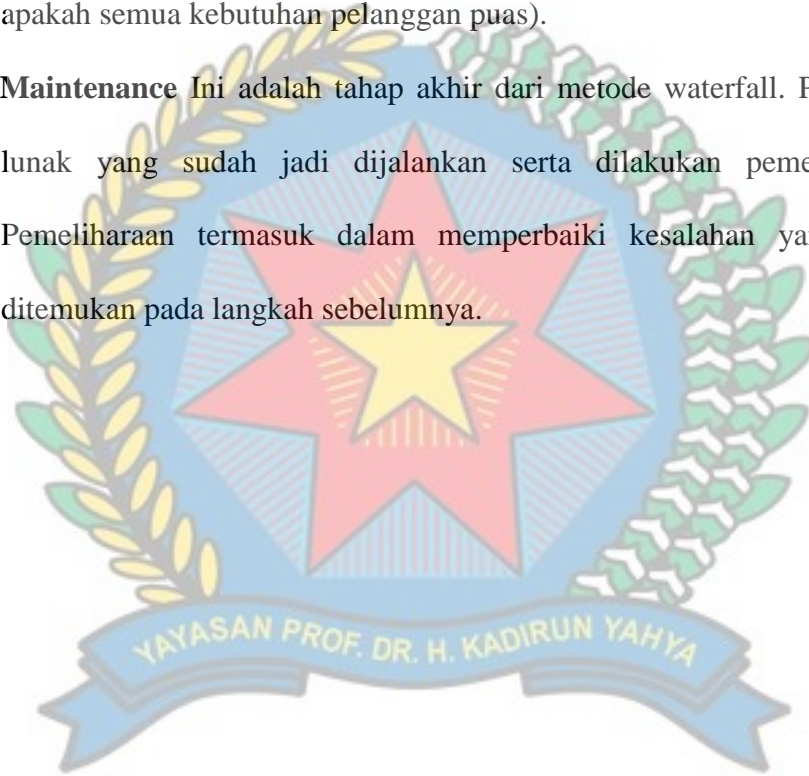 apakah semua kebutuhan pelanggan puas).
Maintenance Ini adalah tahap akhir dari metode waterfall.
lunak yang sudah jadi dijalankan serta dilakukan
Pemeliharaan termasuk dalam memperbaiki kesalahan
ditemukan pada langkah sebelumnya.
YAYASAN PROF. DR. H. KADIRUN YAHYA